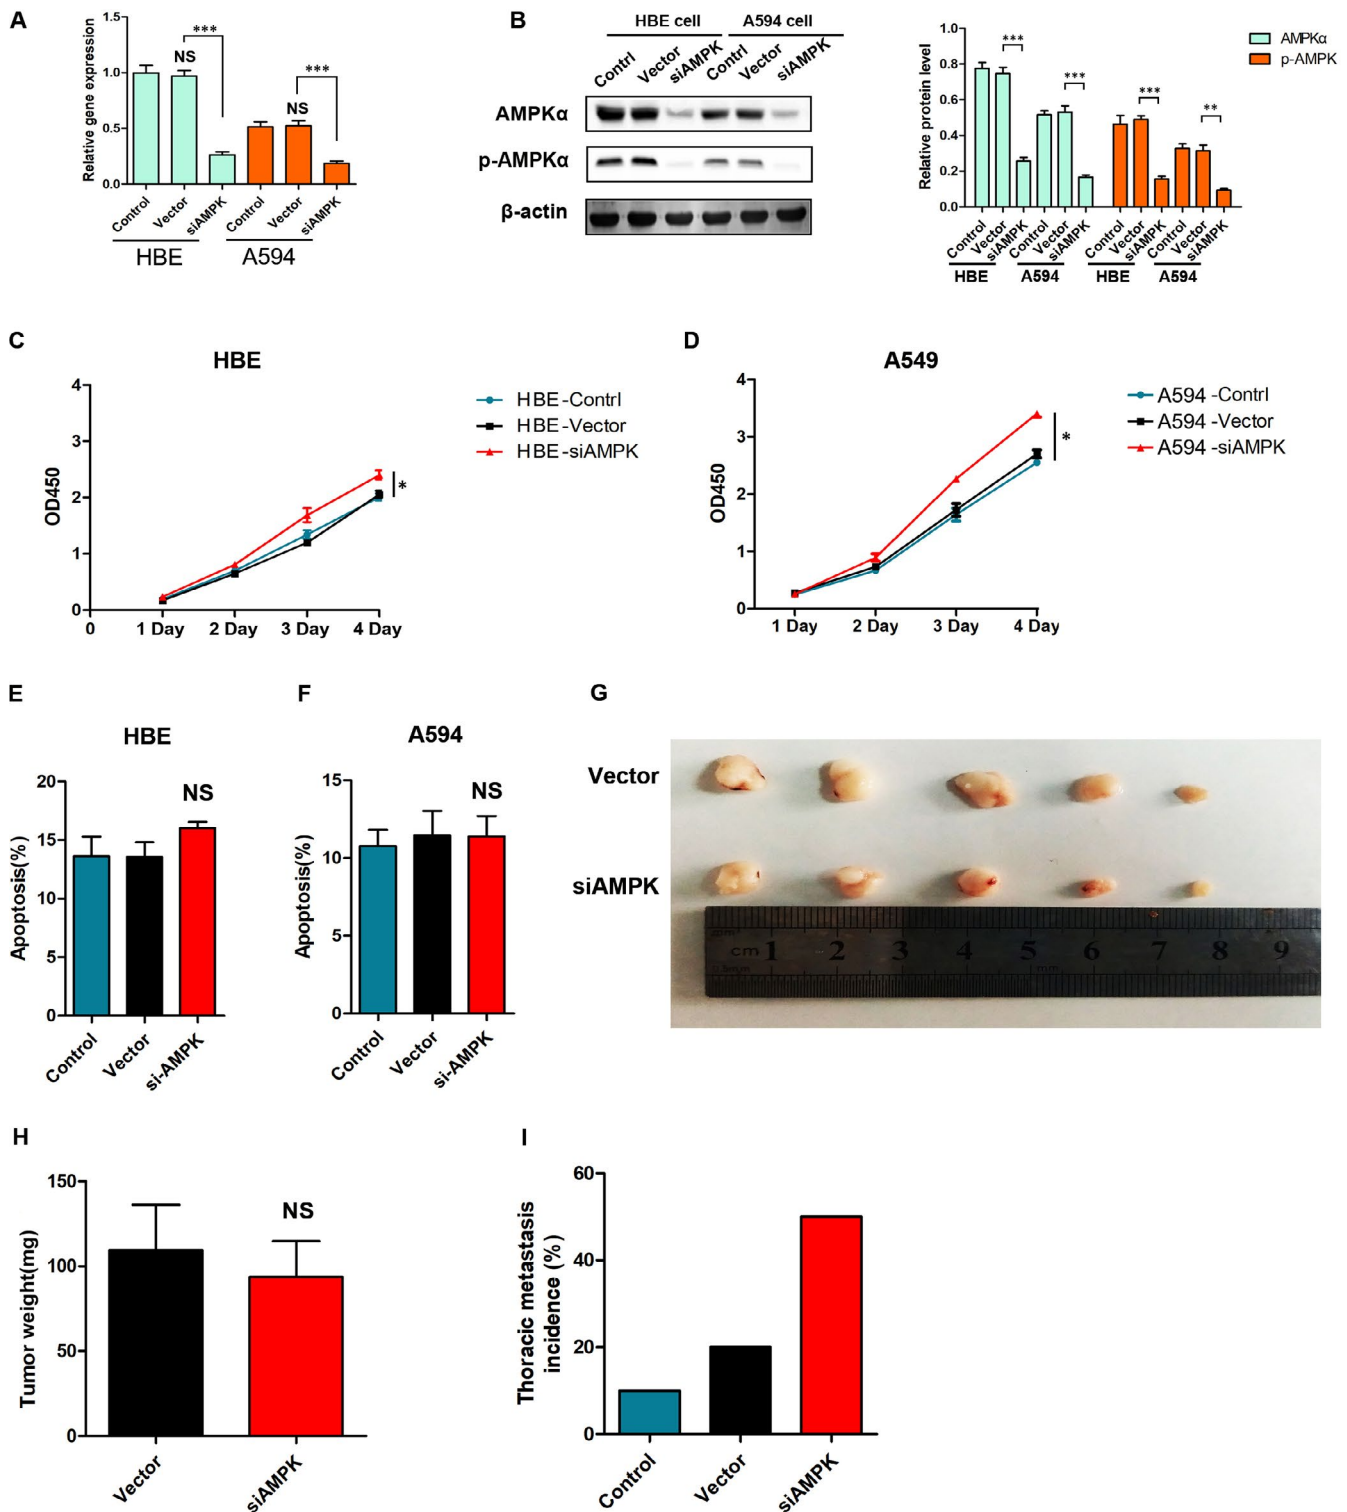 A
Relative gene expression
1.5
1.0
0.5
0.0
NS
***
NS
***
Control
Vector
siAMPK
Control
Vector
siAMPK
HBE
A594
B
HBE cell
A594 cell
Contrl
Vector
siAMPK
Contrl
Vector
siAMPK
AMPKα
p-AMPKα
β-actin
Relative protein level
1.0
0.8
0.6
0.4
0.2
0.0
***
***
***
**
AMPKα
p-AMPK
Control
Vector
siAMPK
Control
Vector
siAMPK
Control
Vector
siAMPK
Control
Vector
siAMPK
HBE
A594
HBE
A594
C
HBE
OD450
4
3
2
1
0
0
1 Day
2 Day
3 Day
4 Day
*
HBE-Contrl
HBE-Vector
HBE-siAMPK
D
A549
OD450
4
3
2
1
0
1 Day
2 Day
3 Day
4 Day
*
A594-Contrl
A594-Vector
A594-siAMPK
E
HBE
Apoptosis(%)
20
15
10
5
0
NS
Control
Vector
si-AMPK
F
A594
Apoptosis(%)
15
10
5
0
NS
Control
Vector
si-AMPK
G
Vector
siAMPK
cm 1 2 3 4 5 6 7 8 9
mm
H
Tumor weight(mg)
150
100
50
0
NS
Vector
siAMPK
I
Thoracic metastasis
incidence (%)
60
40
20
0
Control
Vector
siAMPK